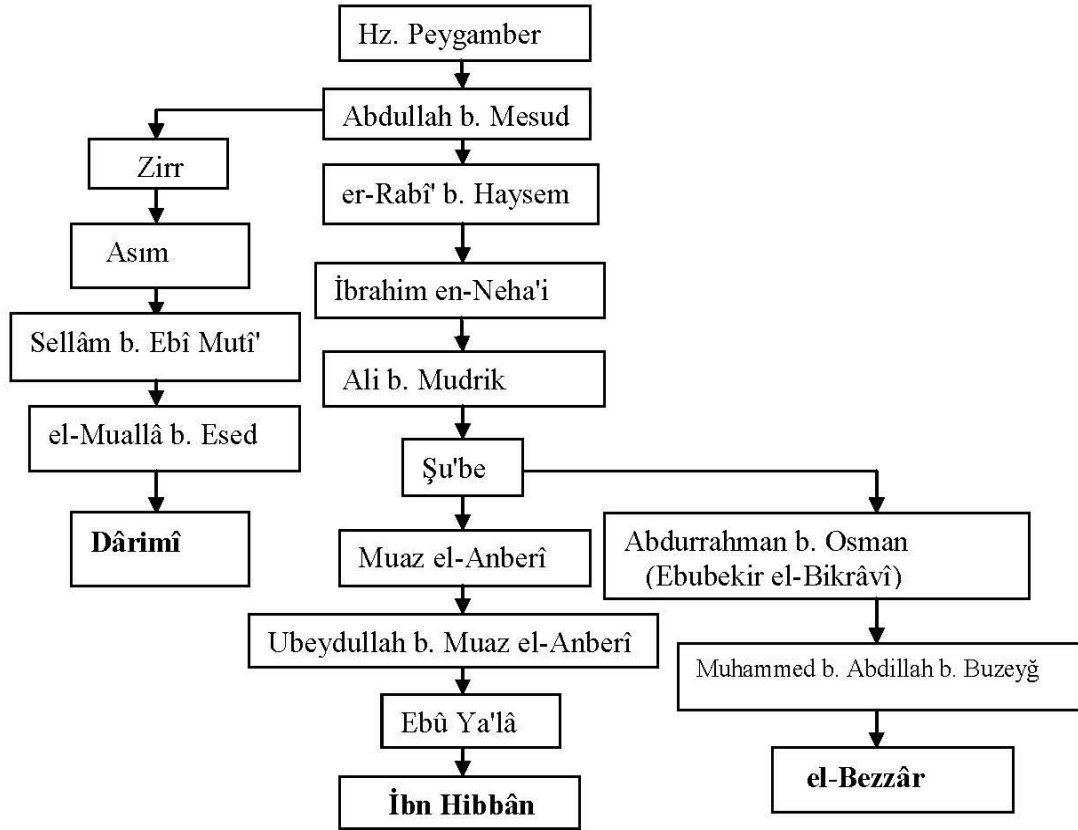 Hz. Peygamber
Abdullah b. Mesud
Zirr
er-Rabî' b. Haysem
Asım
İbrahim en-Neha'i
Sellâm b. Ebî Mutî'
Ali b. Mudrik
el-Muallâ b. Esed
Şu'be
Dârimî
Muaz el-Anberî
Abdurrahman b. Osman
(Ebubekir el-Bikrâvî)
Ubeydullah b. Muaz el-Anberî
Muhammed b. Abdillah b. Buzeyğ
Ebû Ya'lâ
el-Bezzâr
İbn Hibbân